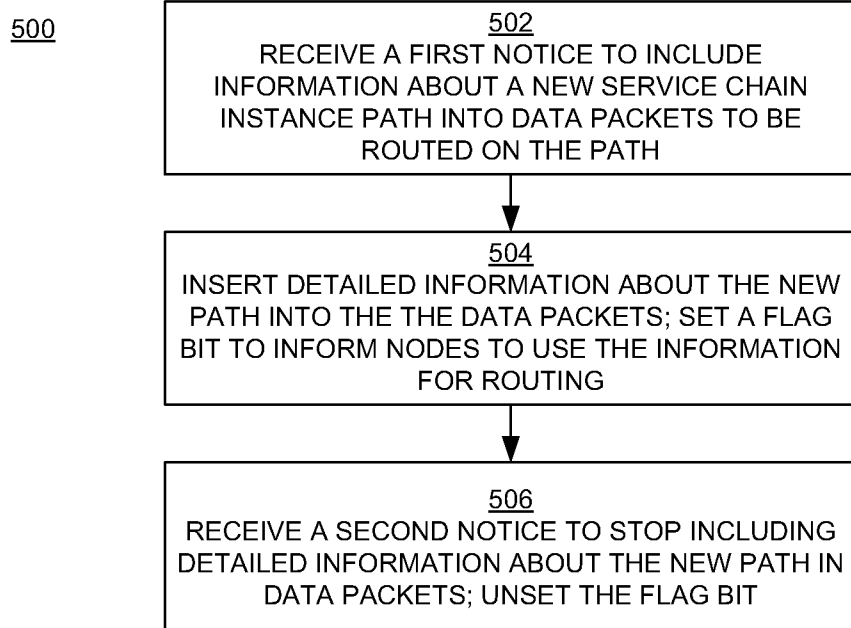 500
502
RECEIVE A FIRST NOTICE TO INCLUDE
INFORMATION ABOUT A NEW SERVICE CHAIN
INSTANCE PATH INTO DATA PACKETS TO BE
ROUTED ON THE PATH
504
INSERT DETAILED INFORMATION ABOUT THE NEW
PATH INTO THE THE DATA PACKETS; SET A FLAG
BIT TO INFORM NODES TO USE THE INFORMATION
FOR ROUTING
506
RECEIVE A SECOND NOTICE TO STOP INCLUDING
DETAILED INFORMATION ABOUT THE NEW PATH IN
DATA PACKETS; UNSET THE FLAG BIT